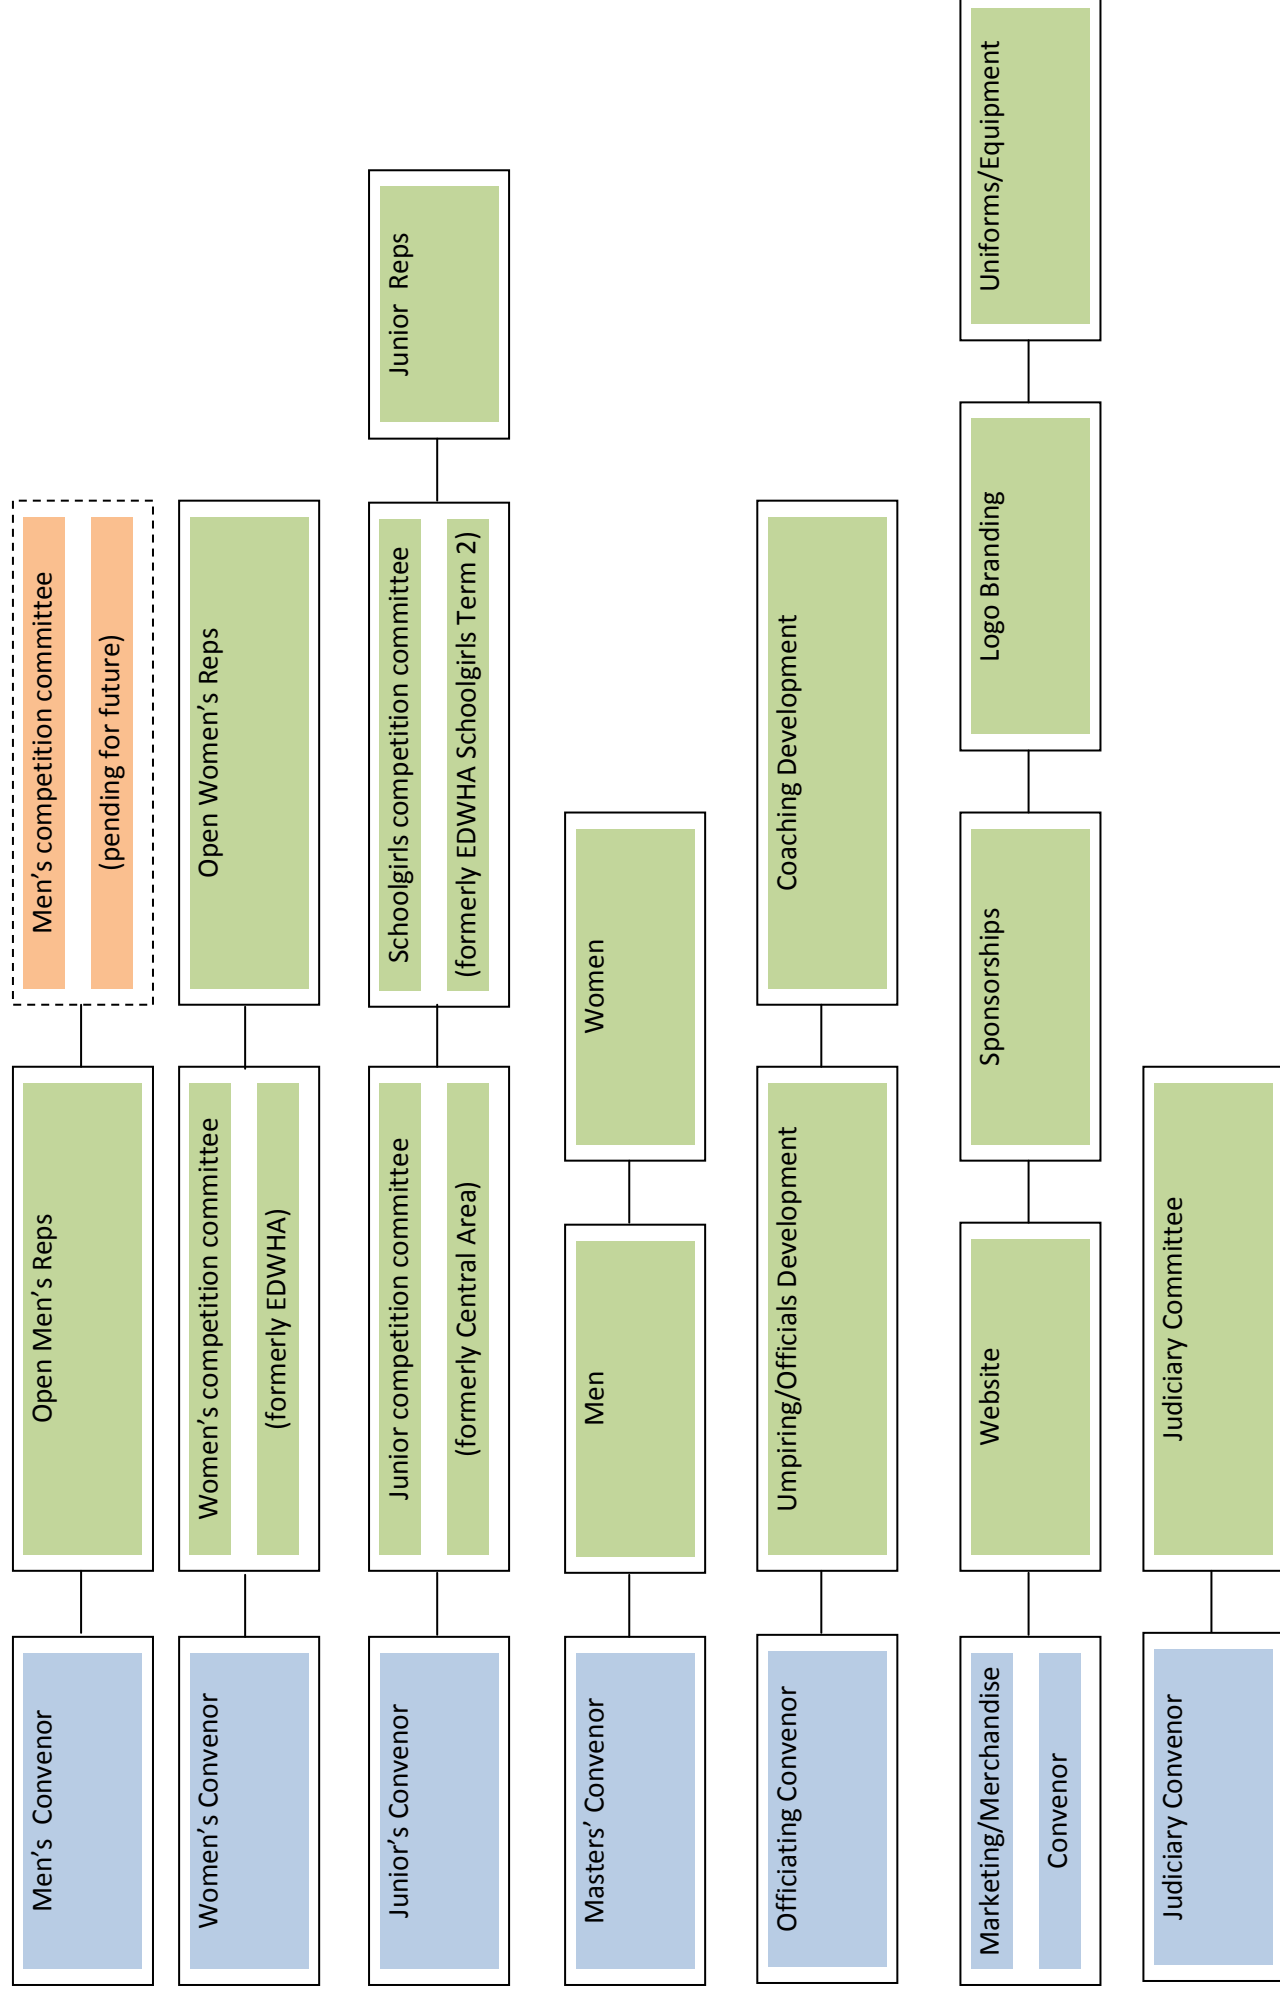 Men's Convenor
Open Men's Reps
Men's competition committee
(pending for future)
Women's Convenor
Women's competition committee
(formerly EDWHA)
Open Women's Reps
Junior's Convenor
Junior competition committee
(formerly Central Area)
Schoolgirls competition committee
(formerly EDWHA Schoolgirls Term 2)
Junior Reps
Masters' Convenor
Men
Women
Officiating Convenor
Umpiring/Officials Development
Coaching Development
Marketing/Merchandise
Convenor
Website
Sponsorships
Logo Branding
Uniforms/Equipment
Judiciary Convenor
Judiciary Committee